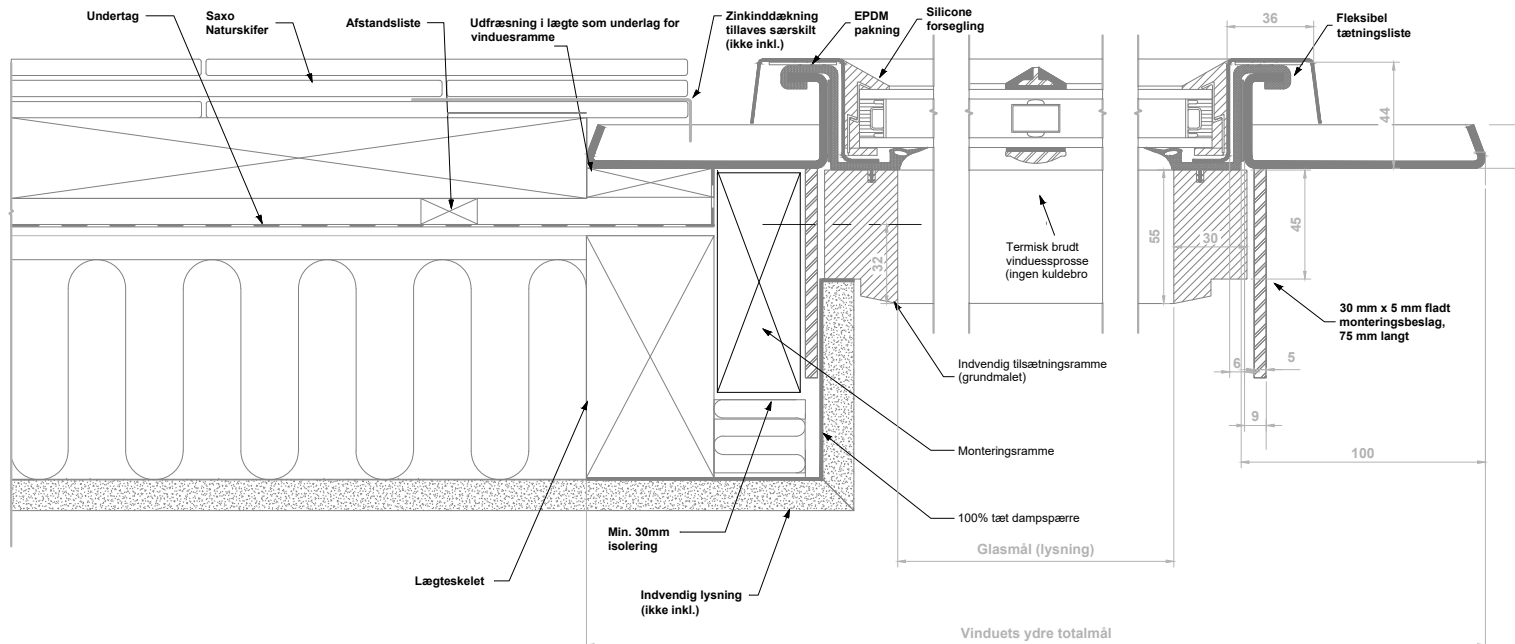 Undertag
Saxo
Naturskifer
Afstandsliste
Udfræsning i lægte som underlag for
vinduesramme
Zinkinddækning
tillaves særskilt
(ikke inkl.)
EPDM
pakning
Silicone
forsegling
36
Fleksibel
tætningsliste
44
Termisk brudt
vinduessprosse
(ingen kuldebro
32
55
30
45
30 mm x 5 mm fladt
monteringsbeslag,
75 mm langt
Indvendig tilsætningsramme
(grundmalet)
6
5
9
100
Monteringsramme
100% tæt dampspærre
Min. 30mm
isolering
Glasmål (lysning)
Lægteskelet
Indvendig lysning
(ikke inkl.)
Vinduets ydre totalmål